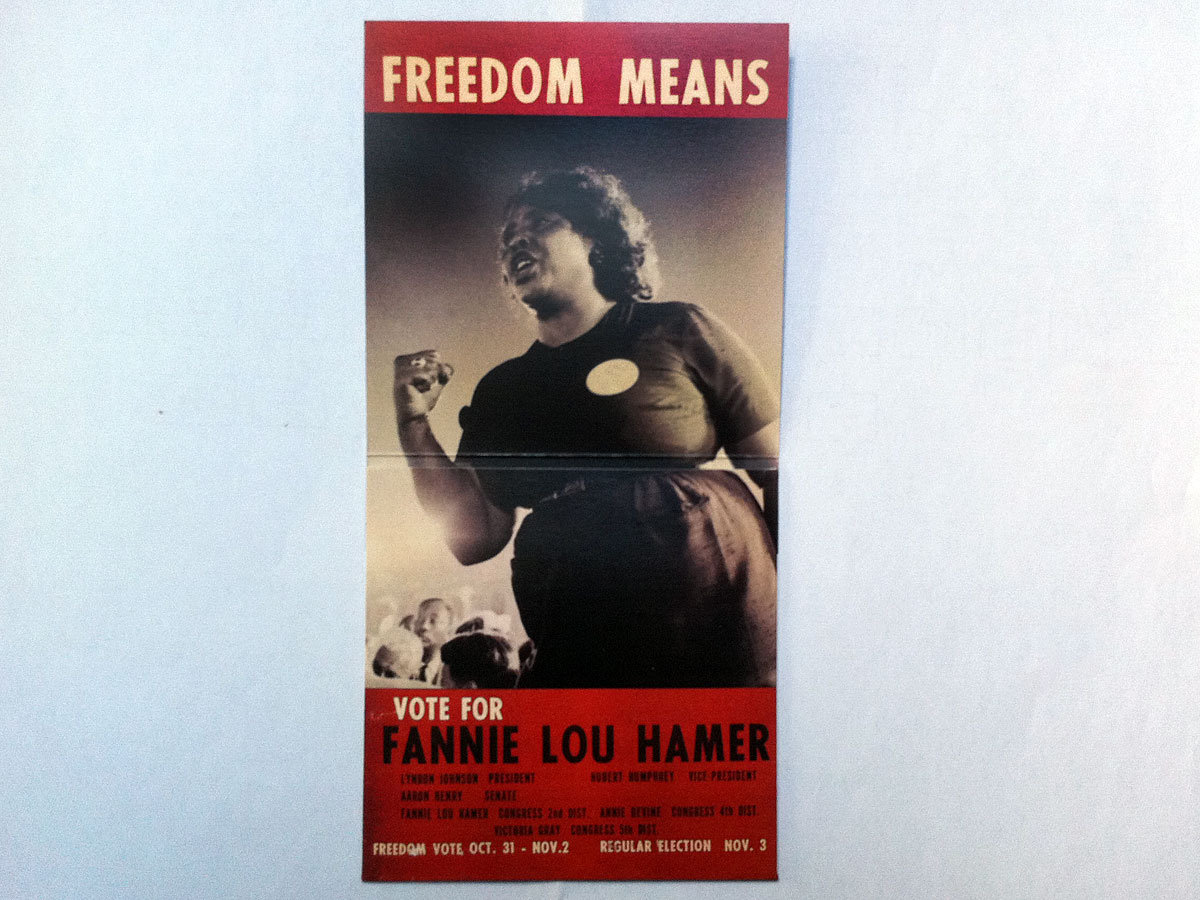 FREEDOM MEANS
VOTE FOR
FANNIE LOU HAMER
LYNDON JOHNSON PRESIDENT HUBERT HUMPHREY VICE PRESIDENT
AARON HENRY SENATE
FANNIE LOU HAMER CONGRESS 2nd DIST. ANNIE DEVINE CONGRESS 4th DIST.
VICTORIA GRAY CONGRESS 5th DIST.
FREEDOM VOTE OCT. 31 - NOV.2 REGULAR ELECTION NOV. 3